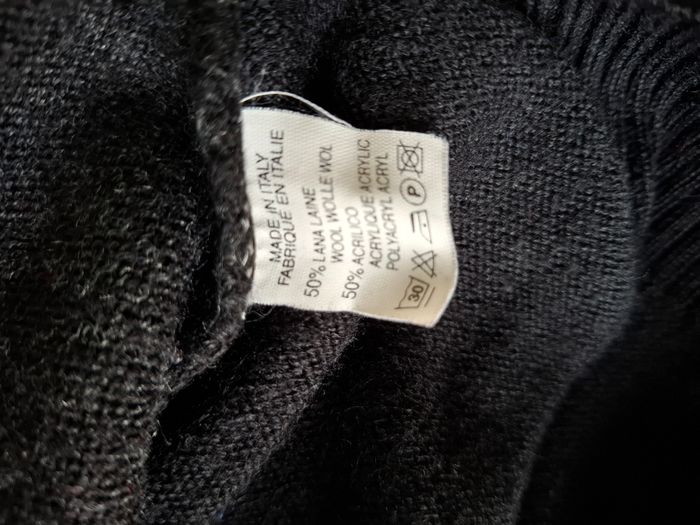 MADE IN ITALY
FABRIQUE EN ITALIE
50% LANA LAINE
WOOL WOLLE WOL
50% ACRILICO
ACRYLIQUE ACRYLIC
POLYACRYL ACRYL
30 P